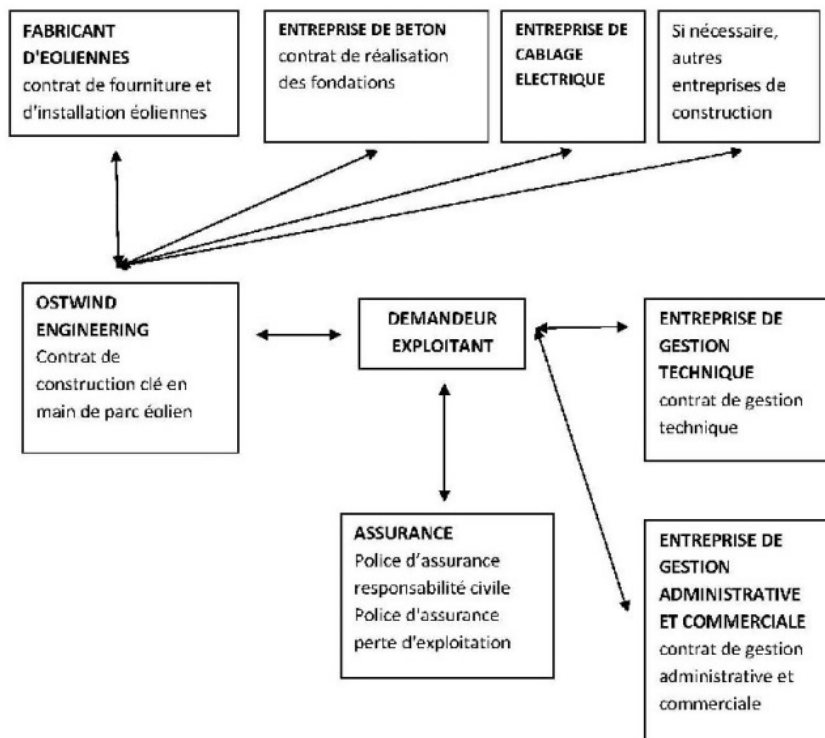 FABRICANT
D'EOLIENNES
contrat de fourniture et
d'installation éoliennes
ENTREPRISE DE BETON
contrat de réalisation
des fondations
ENTREPRISE DE
CABLAGE
ELECTRIQUE
Si nécessaire,
autres
entreprises de
construction
OSTWIND
ENGINEERING
Contrat de
construction clé en
main de parc éolien
DEMANDEUR
EXPLOITANT
ENTREPRISE DE
GESTION
TECHNIQUE
contrat de gestion
technique
ASSURANCE
Police d'assurance
responsabilité civile
Police d'assurance
perte d'exploitation
ENTREPRISE DE
GESTION
ADMINISTRATIVE
ET COMMERCIALE
contrat de gestion
administrative et
commerciale